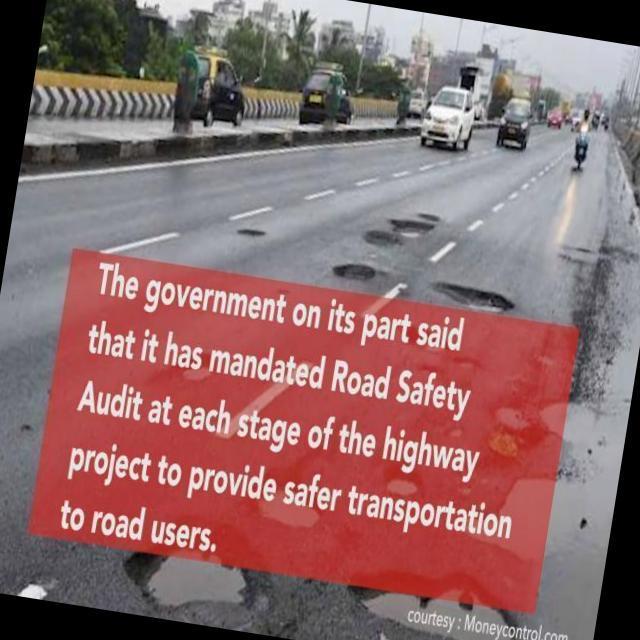 The government on its part said
that it has mandated Road Safety
Audit at each stage of the highway
project to provide safer transportation
to road users.
courtesy : Moneycontrol.com